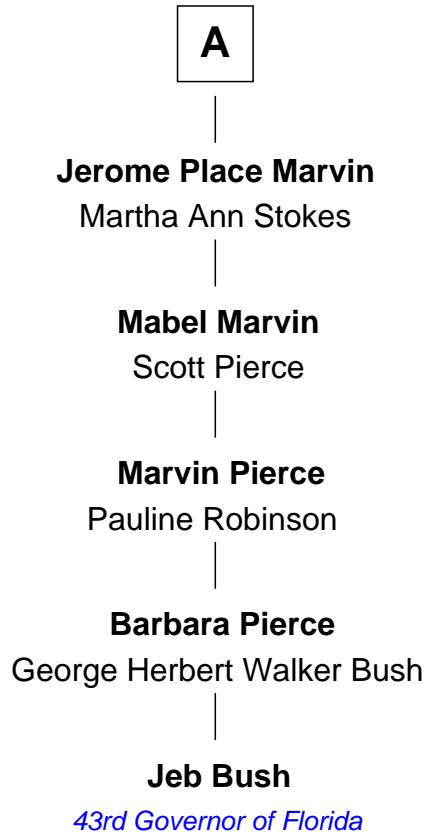 A
Jerome Place Marvin
Martha Ann Stokes
Mabel Marvin
Scott Pierce
Marvin Pierce
Pauline Robinson
Barbara Pierce
George Herbert Walker Bush
Jeb Bush
43rd Governor of Florida